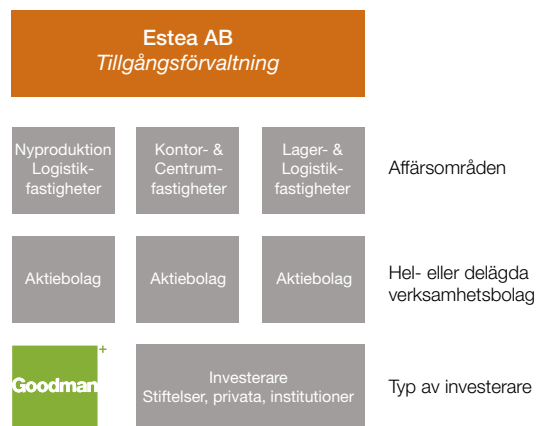 Estea AB
Tillgångsförvaltning
Nyproduktion
Logistik-
fastigheter
Kontor- &
Centrum-
fastigheter
Lager- &
Logistik-
fastigheter
Affärsområden
Aktiebolag
Aktiebolag
Aktiebolag
Hel- eller delägda
verksamhetsbolag
Goodman+
Investerare
Stiftelser, privata, institutioner
Typ av investerare